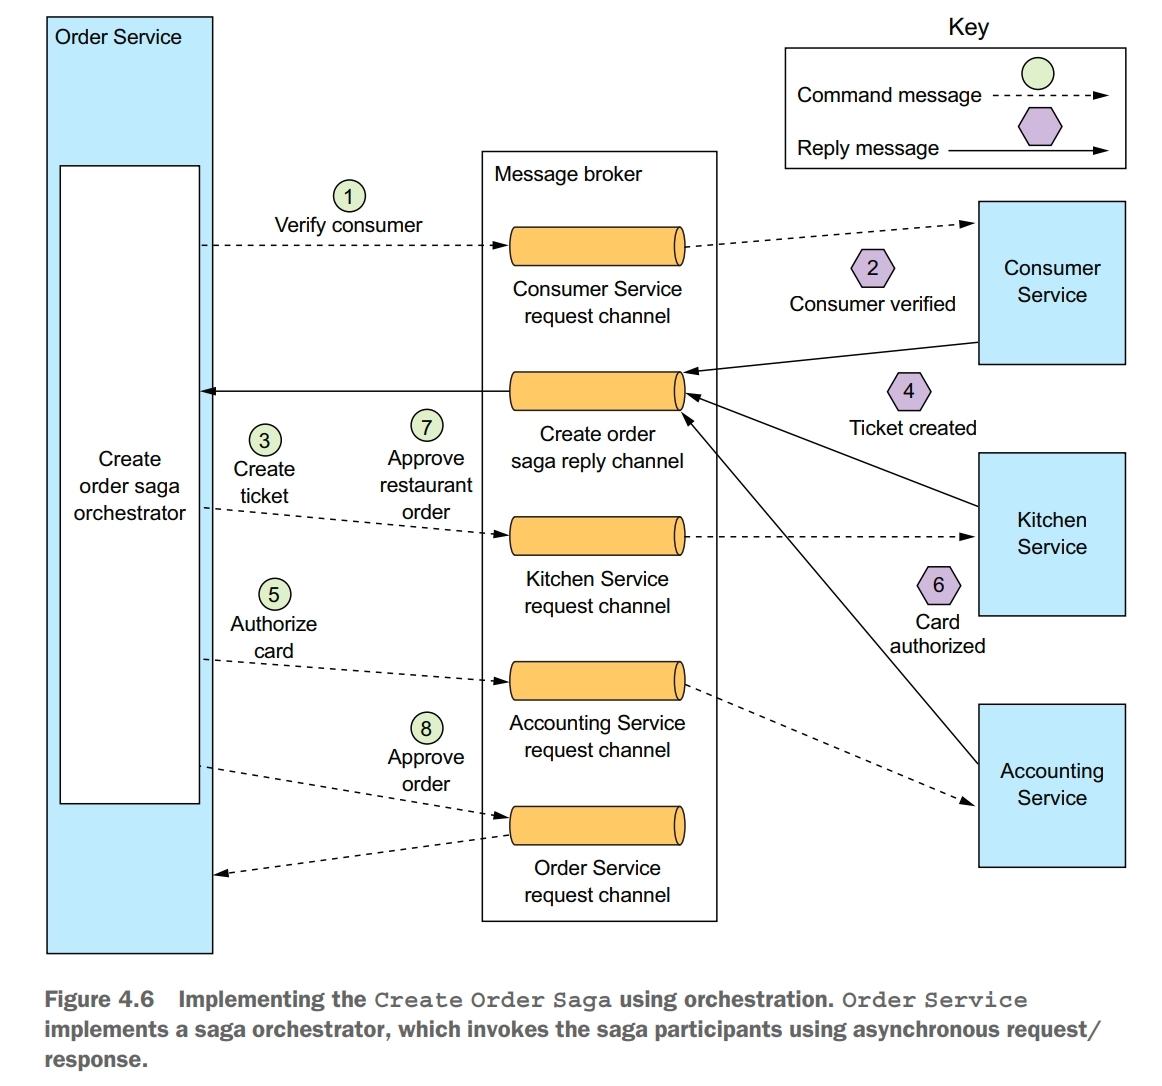 Order Service
Key
Command message
Reply message
Message broker
1
Verify consumer
Consumer Service
request channel
2
Consumer verified
Consumer
Service
Create order
saga reply channel
4
Ticket created
Create
order saga
orchestrator
3
Create
ticket
7
Approve
restaurant
order
Kitchen Service
request channel
Kitchen
Service
5
Authorize
card
6
Card
authorized
Accounting Service
request channel
Accounting
Service
8
Approve
order
Order Service
request channel
Figure 4.6 Implementing the Create Order Saga using orchestration. Order Service
implements a saga orchestrator, which invokes the saga participants using asynchronous request/
response.